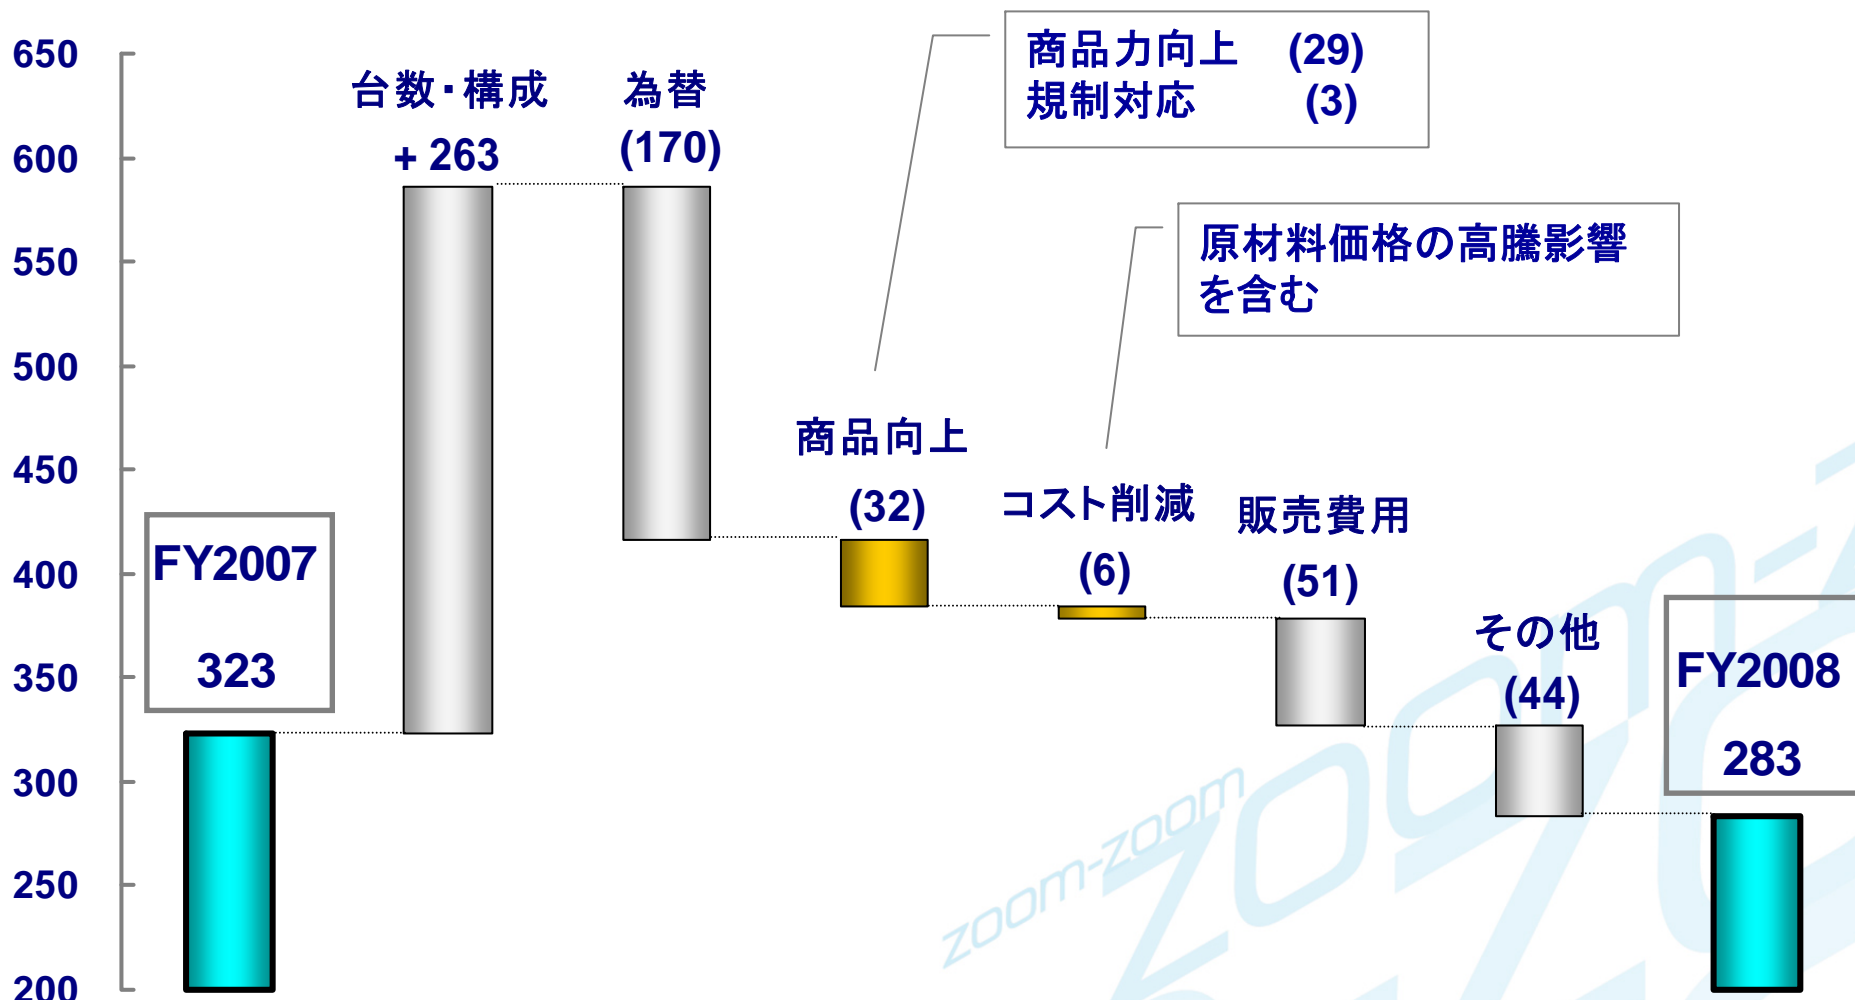 650
600
550
500
450
400
350
300
250
200
FY2007
323
台数・構成
+ 263
為替
(170)
商品向上
(32)
商品力向上 (29)
規制対応 (3)
コスト削減
(6)
原材料価格の高騰影響
を含む
販売費用
(51)
その他
(44)
FY2008
283
zoom-zoom